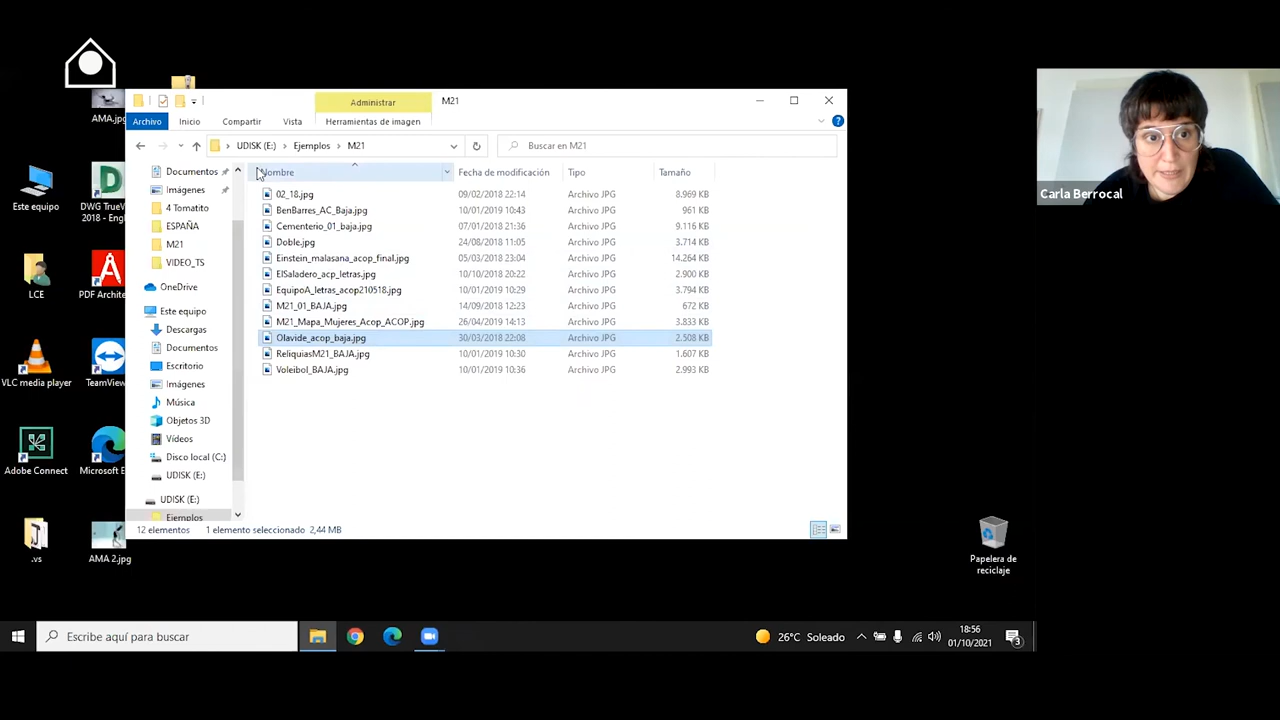 AMA.jpg
Este equipo
DWG TrueV
2018 - Engl
LCE
PDF Archite
VLC media player
TeamView
Adobe Connect
Microsoft E
.vs
AMA 2.jpg
Administrar
M21
Archivo
Inicio
Compartir
Vista
Herramientas de imagen
UDISK (E:) > Ejemplos > M21
Buscar en M21
Documentos
Imágenes
4 Tomatito
ESPAÑA
M21
VIDEO_TS
OneDrive
Este equipo
Descargas
Documentos
Escritorio
Imágenes
Música
Objetos 3D
Vídeos
Disco local (C:)
UDISK (E:)
UDISK (E:)
Ejemplos
Nombre Fecha de modificación Tipo Tamaño
02_18.jpg 09/02/2018 22:14 Archivo JPG 8.969 KB
BenBarres_AC_Baja.jpg 10/01/2019 10:43 Archivo JPG 961 KB
Cementerio_01_baja.jpg 07/01/2018 21:36 Archivo JPG 9.116 KB
Doble.jpg 24/08/2018 11:05 Archivo JPG 3.714 KB
Einstein_malasana_acop_final.jpg 05/03/2018 23:04 Archivo JPG 14.264 KB
ElSaladero_acp_letras.jpg 10/10/2018 20:22 Archivo JPG 2.900 KB
EquipoA_letras_acop210518.jpg 10/01/2019 10:29 Archivo JPG 3.794 KB
M21_01_BAJA.jpg 14/09/2018 12:23 Archivo JPG 672 KB
M21_Mapa_Mujeres_Acop_ACOP.jpg 26/04/2019 14:13 Archivo JPG 3.833 KB
Olavide_acop_baja.jpg 30/03/2018 22:08 Archivo JPG 2.508 KB
ReliquiasM21_BAJA.jpg 10/01/2019 10:30 Archivo JPG 1.607 KB
Voleibol_BAJA.jpg 10/01/2019 10:36 Archivo JPG 2.993 KB
12 elementos 1 elemento seleccionado 2,44 MB
Carla Berrocal
Papelera de
reciclaje
Escribe aquí para buscar
26°C Soleado
18:56
01/10/2021
3